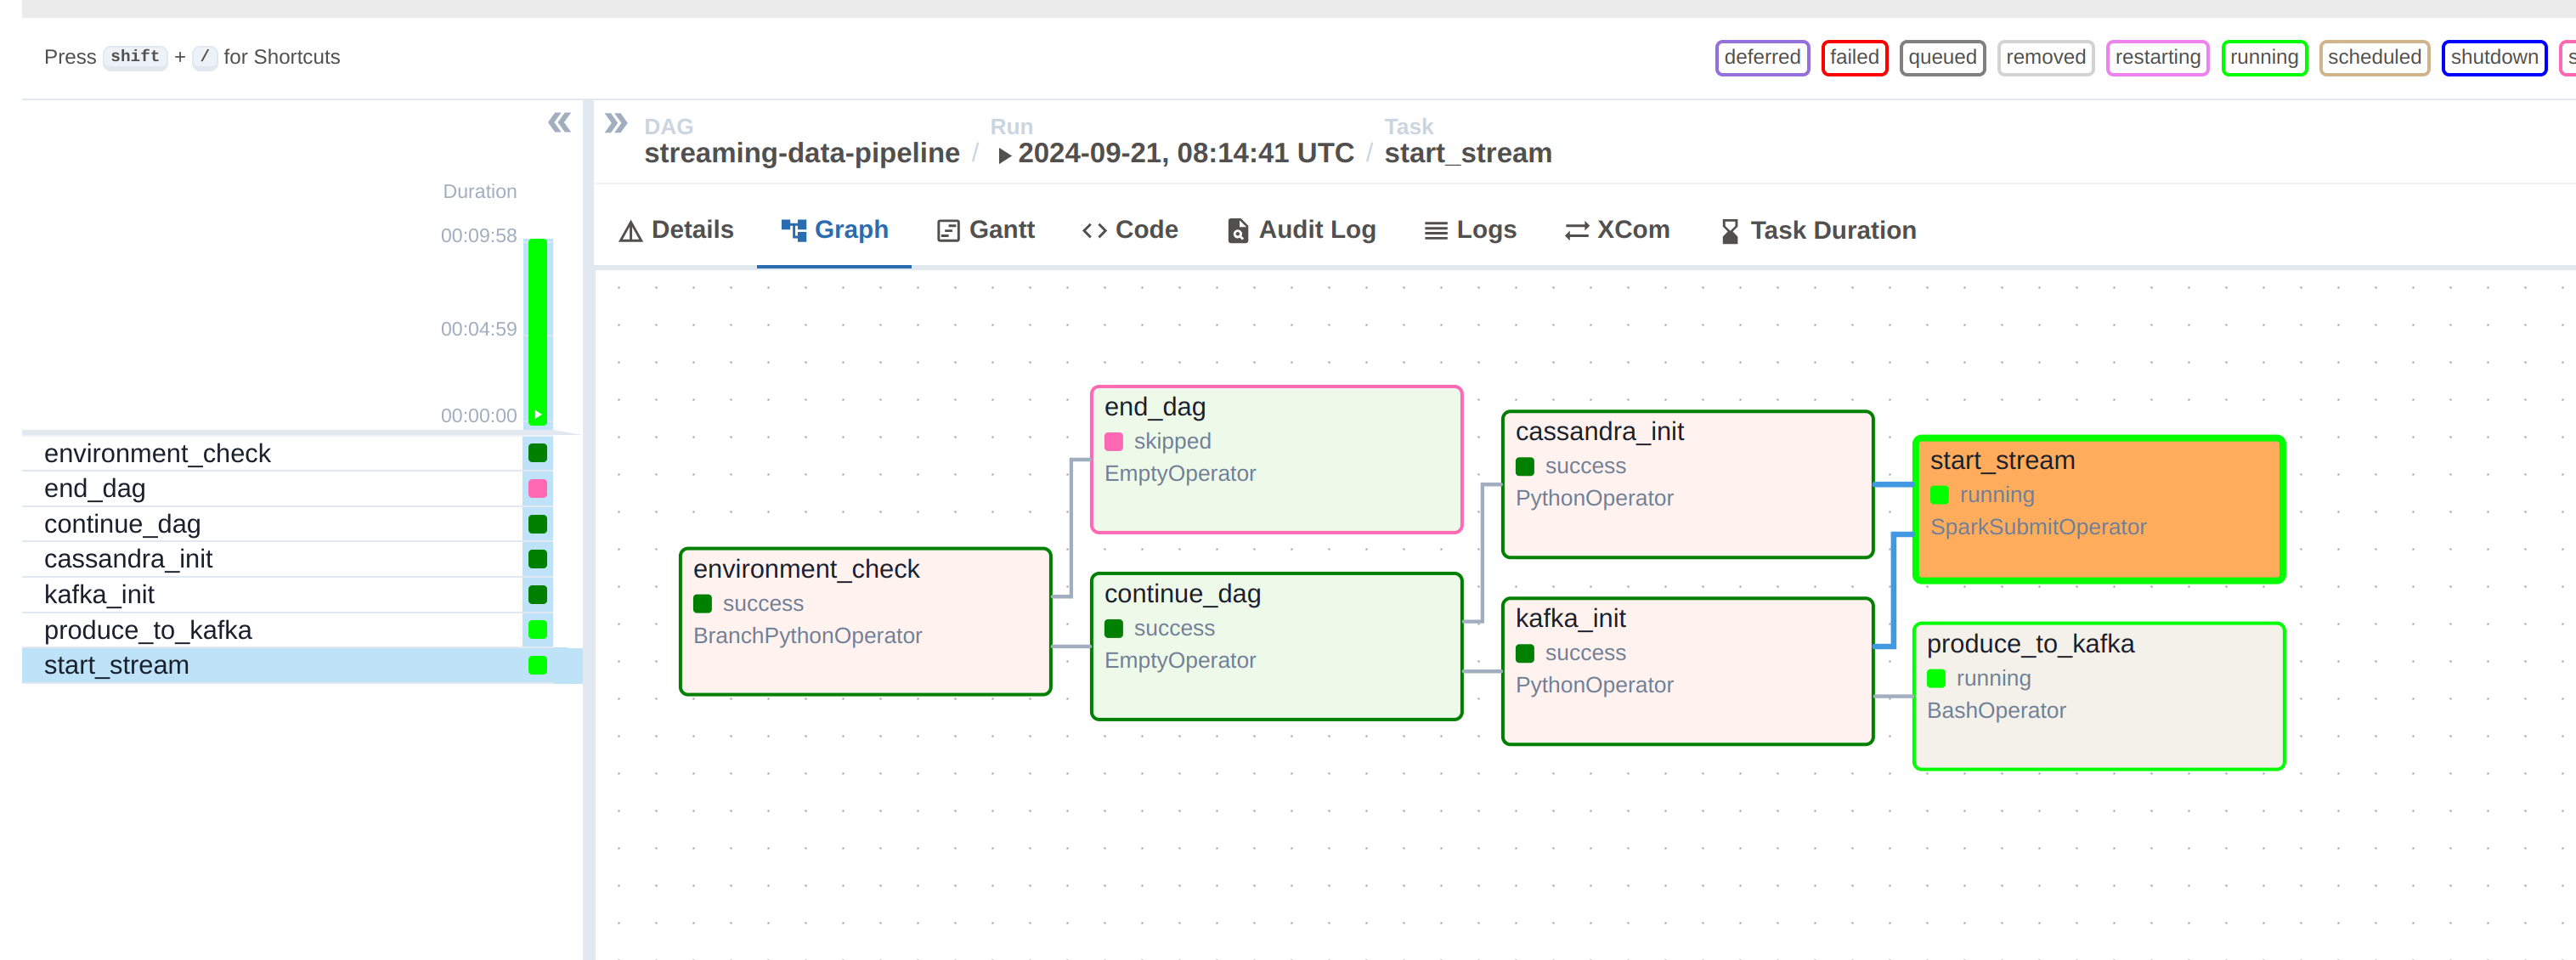 Press shift + / for Shortcuts
deferred failed queued removed restarting running scheduled shutdown
DAG
streaming-data-pipeline /
Run
2024-09-21, 08:14:41 UTC /
Task
start_stream
Details Graph Gantt Code Audit Log Logs XCom Task Duration
Duration
00:09:58
00:04:59
00:00:00
environment_check
end_dag
continue_dag
cassandra_init
kafka_init
produce_to_kafka
start_stream
environment_check
success
BranchPythonOperator
end_dag
skipped
EmptyOperator
continue_dag
success
EmptyOperator
cassandra_init
success
PythonOperator
kafka_init
success
PythonOperator
start_stream
running
SparkSubmitOperator
produce_to_kafka
running
BashOperator